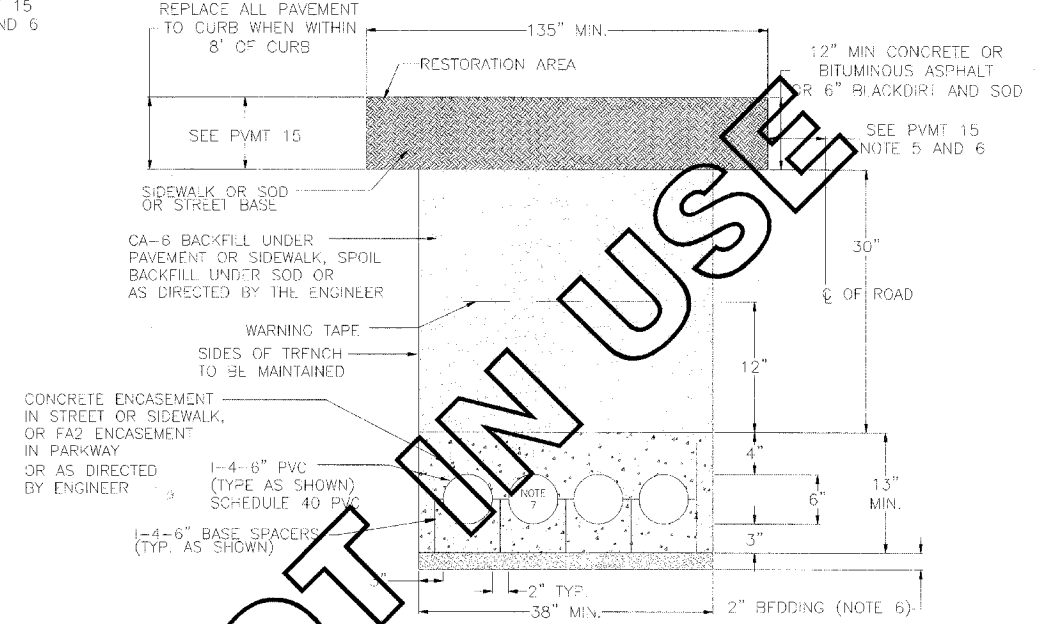 T 15
ND 6
REPLACE ALL PAVEMENT
TO CURB WHEN WITHIN
8' OF CURB
135" MIN.
RESTORATION AREA
12" MIN CONCRETE OR
BITUMINOUS ASPHALT
OR 6" BLACKDIRT AND SOD
SEE PVMT 15
SEE PVMT 15
NOTE 5 AND 6
SIDEWALK OR SOD
OR STREET BASE
CA-6 BACKFILL UNDER
PAVEMENT OR SIDEWALK, SPOIL
BACKFILL UNDER SOD OR
AS DIRECTED BY THE ENGINEER
30"
℄ OF ROAD
WARNING TAPE
SIDES OF TRENCH
TO BE MAINTAINED
12"
CONCRETE ENCASEMENT
IN STREET OR SIDEWALK,
OR FA2 ENCASEMENT
IN PARKWAY
OR AS DIRECTED
BY ENGINEER
1-4-6" PVC
(TYPE AS SHOWN)
SCHEDULE 40 PVC
NOTE
7
4"
6"
13"
MIN.
1-4-6" BASE SPACERS
(TYP. AS SHOWN)
3"
3"
2" TYP.
38" MIN.
2" BEDDING (NOTE 6)
OT IN USE